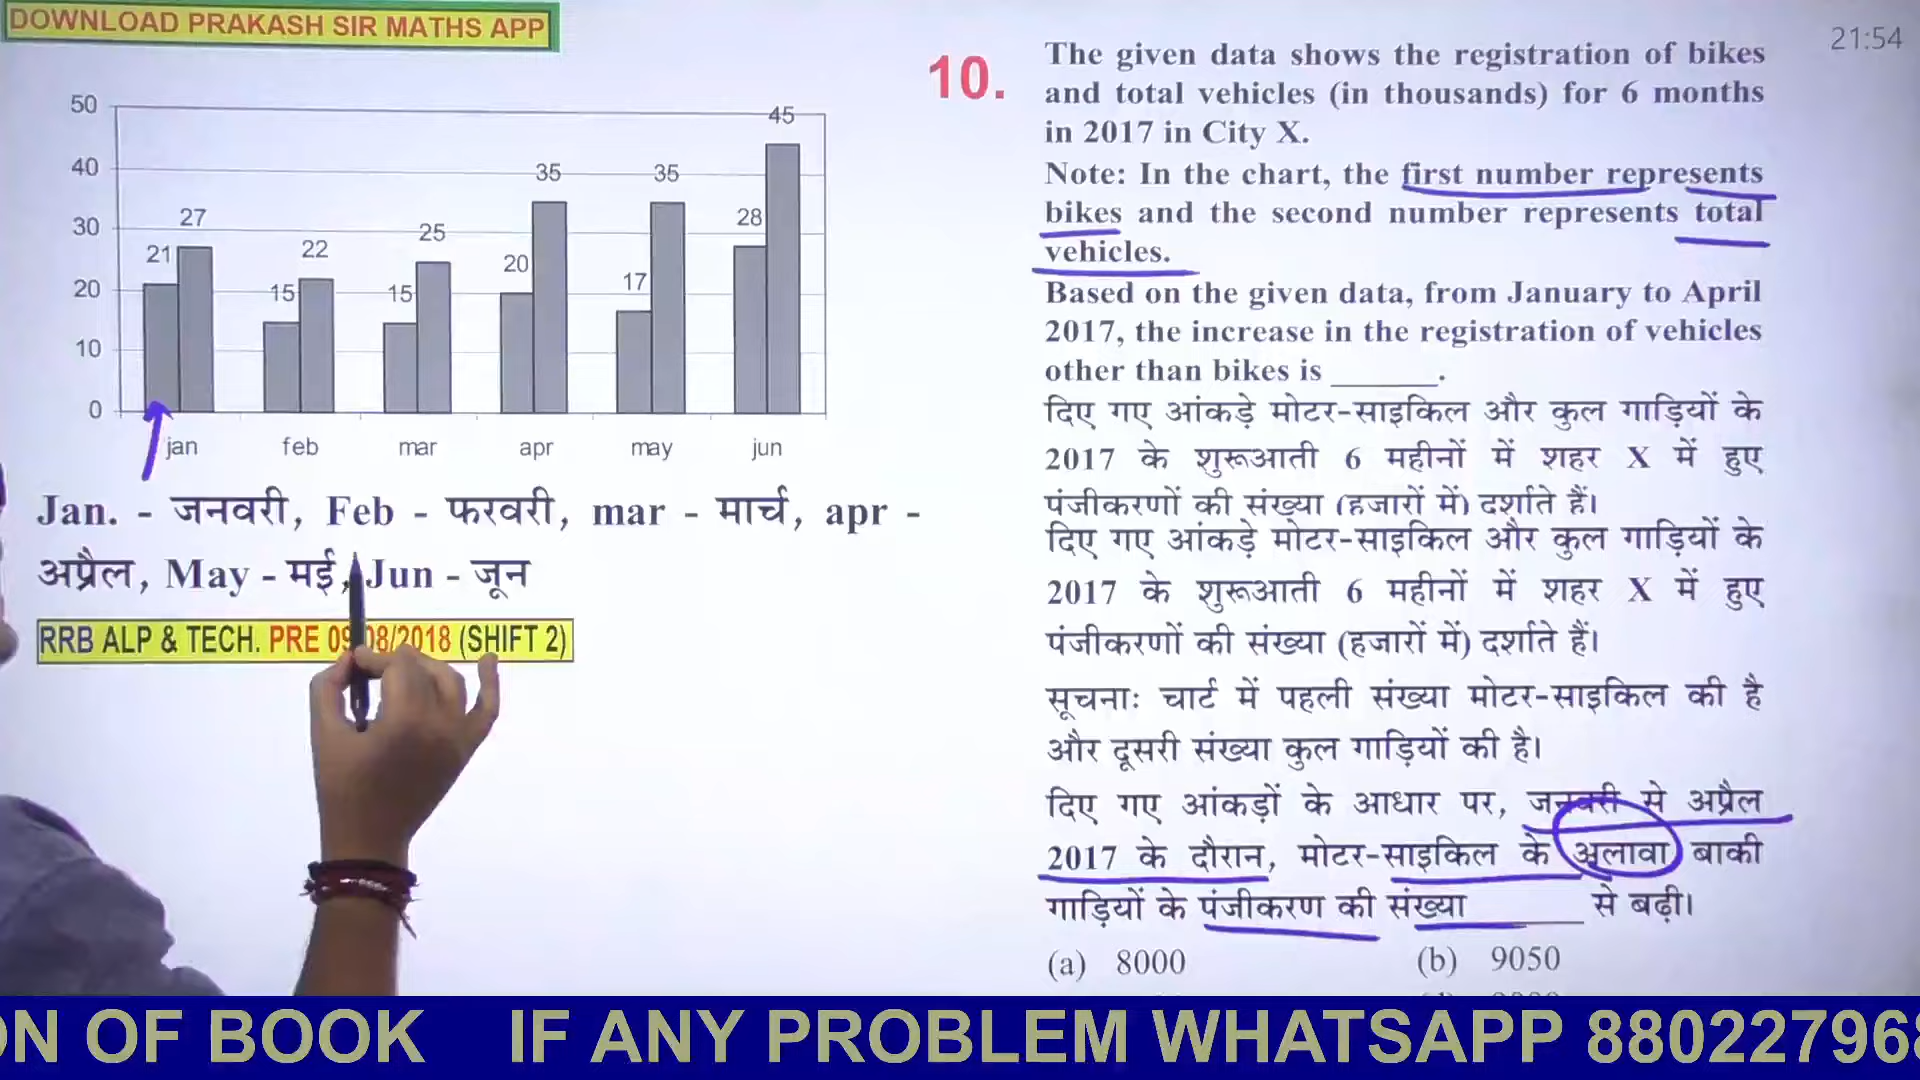 DOWNLOAD PRAKASH SIR MATHS APP
21:54
50
40
30
20
10
0
21 27
15 22
15 25
20 35
17 35
28 45
jan feb mar apr may jun
Jan. - जनवरी, Feb - फरवरी, mar - मार्च, apr -
अप्रैल, May - मई, Jun - जून
RRB ALP & TECH. PRE 09/08/2018 (SHIFT 2)
10.
The given data shows the registration of bikes
and total vehicles (in thousands) for 6 months
in 2017 in City X.
Note: In the chart, the first number represents
bikes and the second number represents total
vehicles.
Based on the given data, from January to April
2017, the increase in the registration of vehicles
other than bikes is _______.
दिए गए आंकड़े मोटर-साइकिल और कुल गाड़ियों के
2017 के शुरूआती 6 महीनों में शहर X में हुए
पंजीकरणों की संख्या (हजारों में) दर्शाते हैं।
दिए गए आंकड़े मोटर-साइकिल और कुल गाड़ियों के
2017 के शुरूआती 6 महीनों में शहर X में हुए
पंजीकरणों की संख्या (हजारों में) दर्शाते हैं।
सूचनाः चार्ट में पहली संख्या मोटर-साइकिल की है
और दूसरी संख्या कुल गाड़ियों की है।
दिए गए आंकड़ों के आधार पर, जनवरी से अप्रैल
2017 के दौरान, मोटर-साइकिल के अलावा बाकी
गाड़ियों के पंजीकरण की संख्या ________ से बढ़ी।
(a) 8000 (b) 9050
ON OF BOOK IF ANY PROBLEM WHATSAPP 880227968